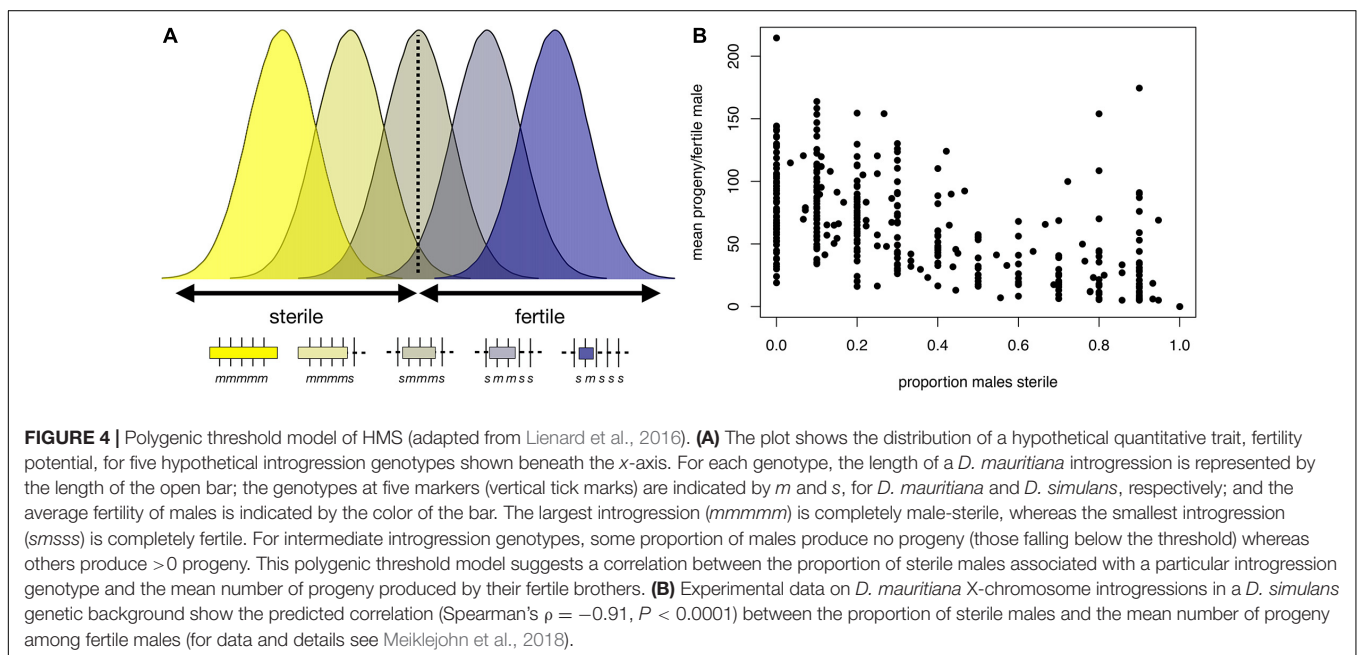 A
sterile
fertile
mmmmm
mmmms
smmms
smmss
smsss
B
mean progeny/fertile male
200
150
100
50
0
0.0 0.2 0.4 0.6 0.8 1.0
proportion males sterile
FIGURE 4 | Polygenic threshold model of HMS (adapted from Lienard et al., 2016). (A) The plot shows the distribution of a hypothetical quantitative trait, fertility
potential, for five hypothetical introgression genotypes shown beneath the x-axis. For each genotype, the length of a D. mauritiana introgression is represented by
the length of the open bar; the genotypes at five markers (vertical tick marks) are indicated by m and s, for D. mauritiana and D. simulans, respectively; and the
average fertility of males is indicated by the color of the bar. The largest introgression (mmmmm) is completely male-sterile, whereas the smallest introgression
(smsss) is completely fertile. For intermediate introgression genotypes, some proportion of males produce no progeny (those falling below the threshold) whereas
others produce >0 progeny. This polygenic threshold model suggests a correlation between the proportion of sterile males associated with a particular introgression
genotype and the mean number of progeny produced by their fertile brothers. (B) Experimental data on D. mauritiana X-chromosome introgressions in a D. simulans
genetic background show the predicted correlation (Spearman's ρ = −0.91, P < 0.0001) between the proportion of sterile males and the mean number of progeny
among fertile males (for data and details see Meiklejohn et al., 2018).